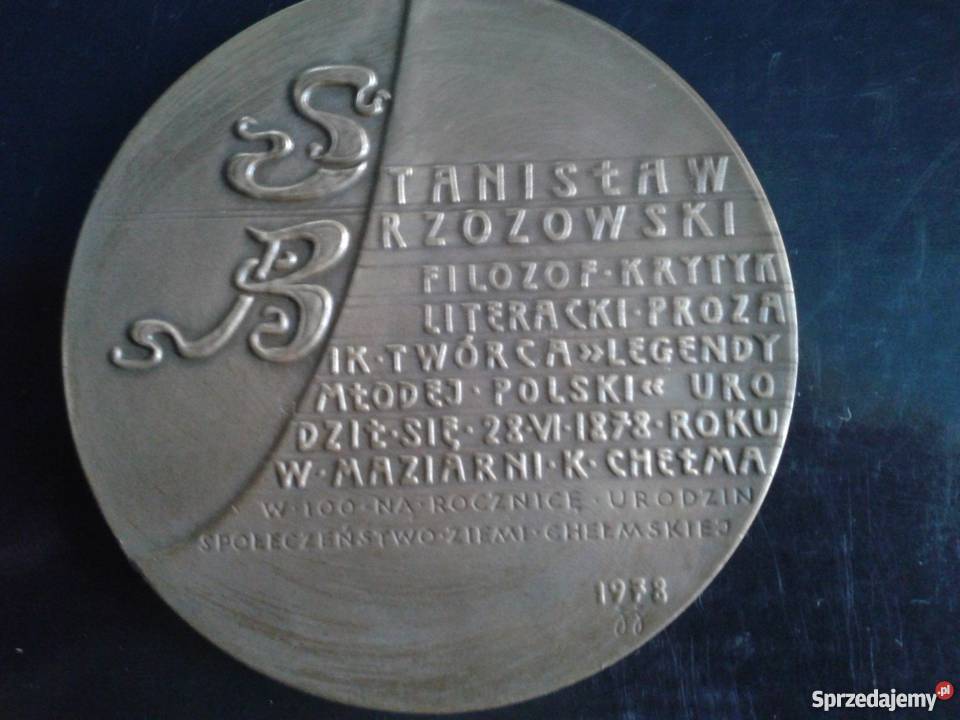 STANISŁAW
BRZOZOWSKI
FILOZOF·KRYTYK
LITERACKI·PROZA
IK·TWÓRCA»LEGENDY
MŁODEJ·POLSKI« URO
DZIŁ·SIĘ·28·VI·1878·ROKU
W·MAZIARNI·K·CHEŁMA
W·100·NĄ·ROCZNICĘ·URODZIN
SPOŁECZEŃSTWO·ZIEMI·CHEŁMSKIEJ
1978
Sprzedajemy.pl